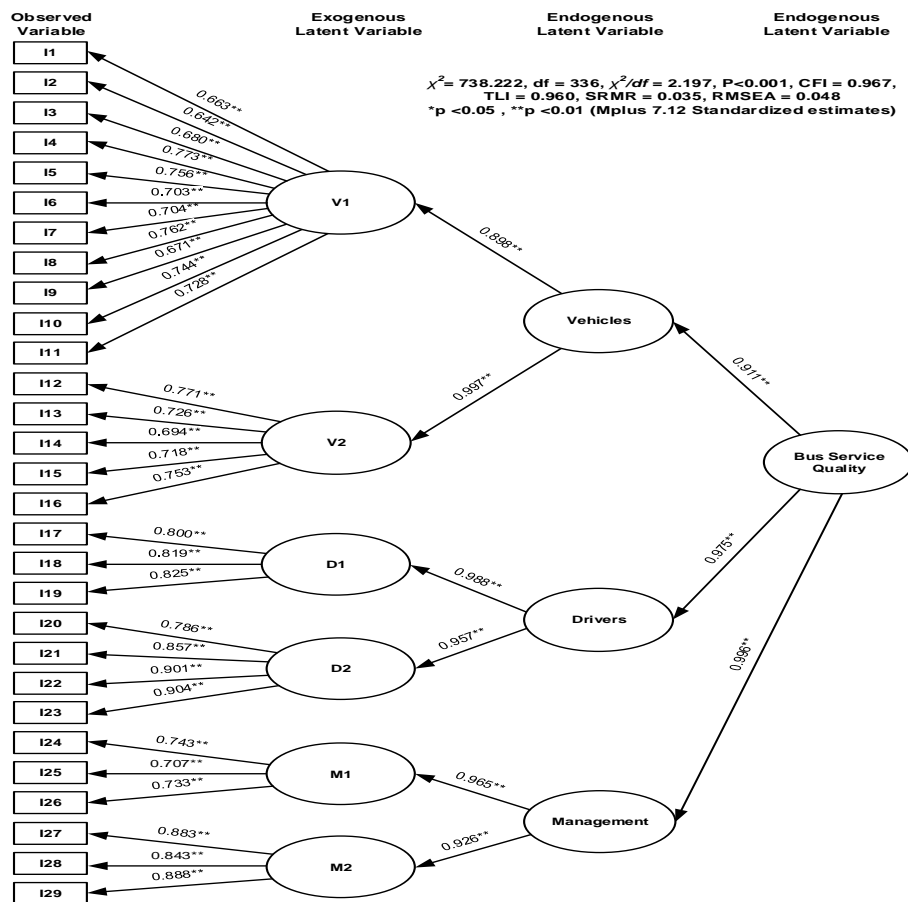 Observed
Variable
Exogenous
Latent Variable
Endogenous
Latent Variable
Endogenous
Latent Variable
χ²= 738.222, df = 336, χ²/df = 2.197, P<0.001, CFI = 0.967,
TLI = 0.960, SRMR = 0.035, RMSEA = 0.048
*p <0.05 , **p <0.01 (Mplus 7.12 Standardized estimates)
I1
I2
I3
I4
I5
I6
I7
I8
I9
I10
I11
0.663**
0.642**
0.680**
0.773**
0.756**
0.703**
0.704**
0.762**
0.671**
0.744**
0.728**
V1
I12
I13
I14
I15
I16
0.771**
0.726**
0.694**
0.718**
0.753**
V2
0.898**
0.997**
Vehicles
I17
I18
I19
0.800**
0.819**
0.825**
D1
I20
I21
I22
I23
0.786**
0.857**
0.901**
0.904**
D2
0.988**
0.957**
Drivers
I24
I25
I26
0.743**
0.707**
0.733**
M1
I27
I28
I29
0.883**
0.843**
0.888**
M2
0.965**
0.926**
Management
0.911**
0.975**
0.996**
Bus Service
Quality